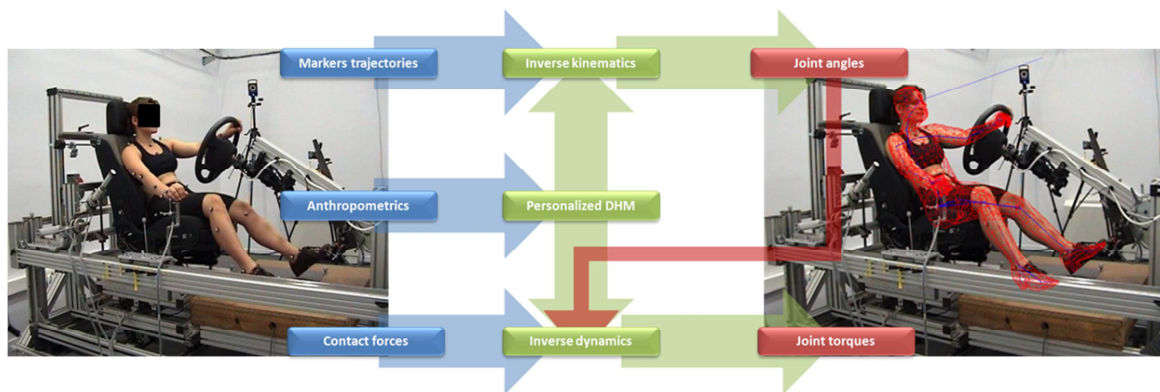 Markers trajectories
Inverse kinematics
Joint angles
Anthropometrics
Personalized DHM
Contact forces
Inverse dynamics
Joint torques